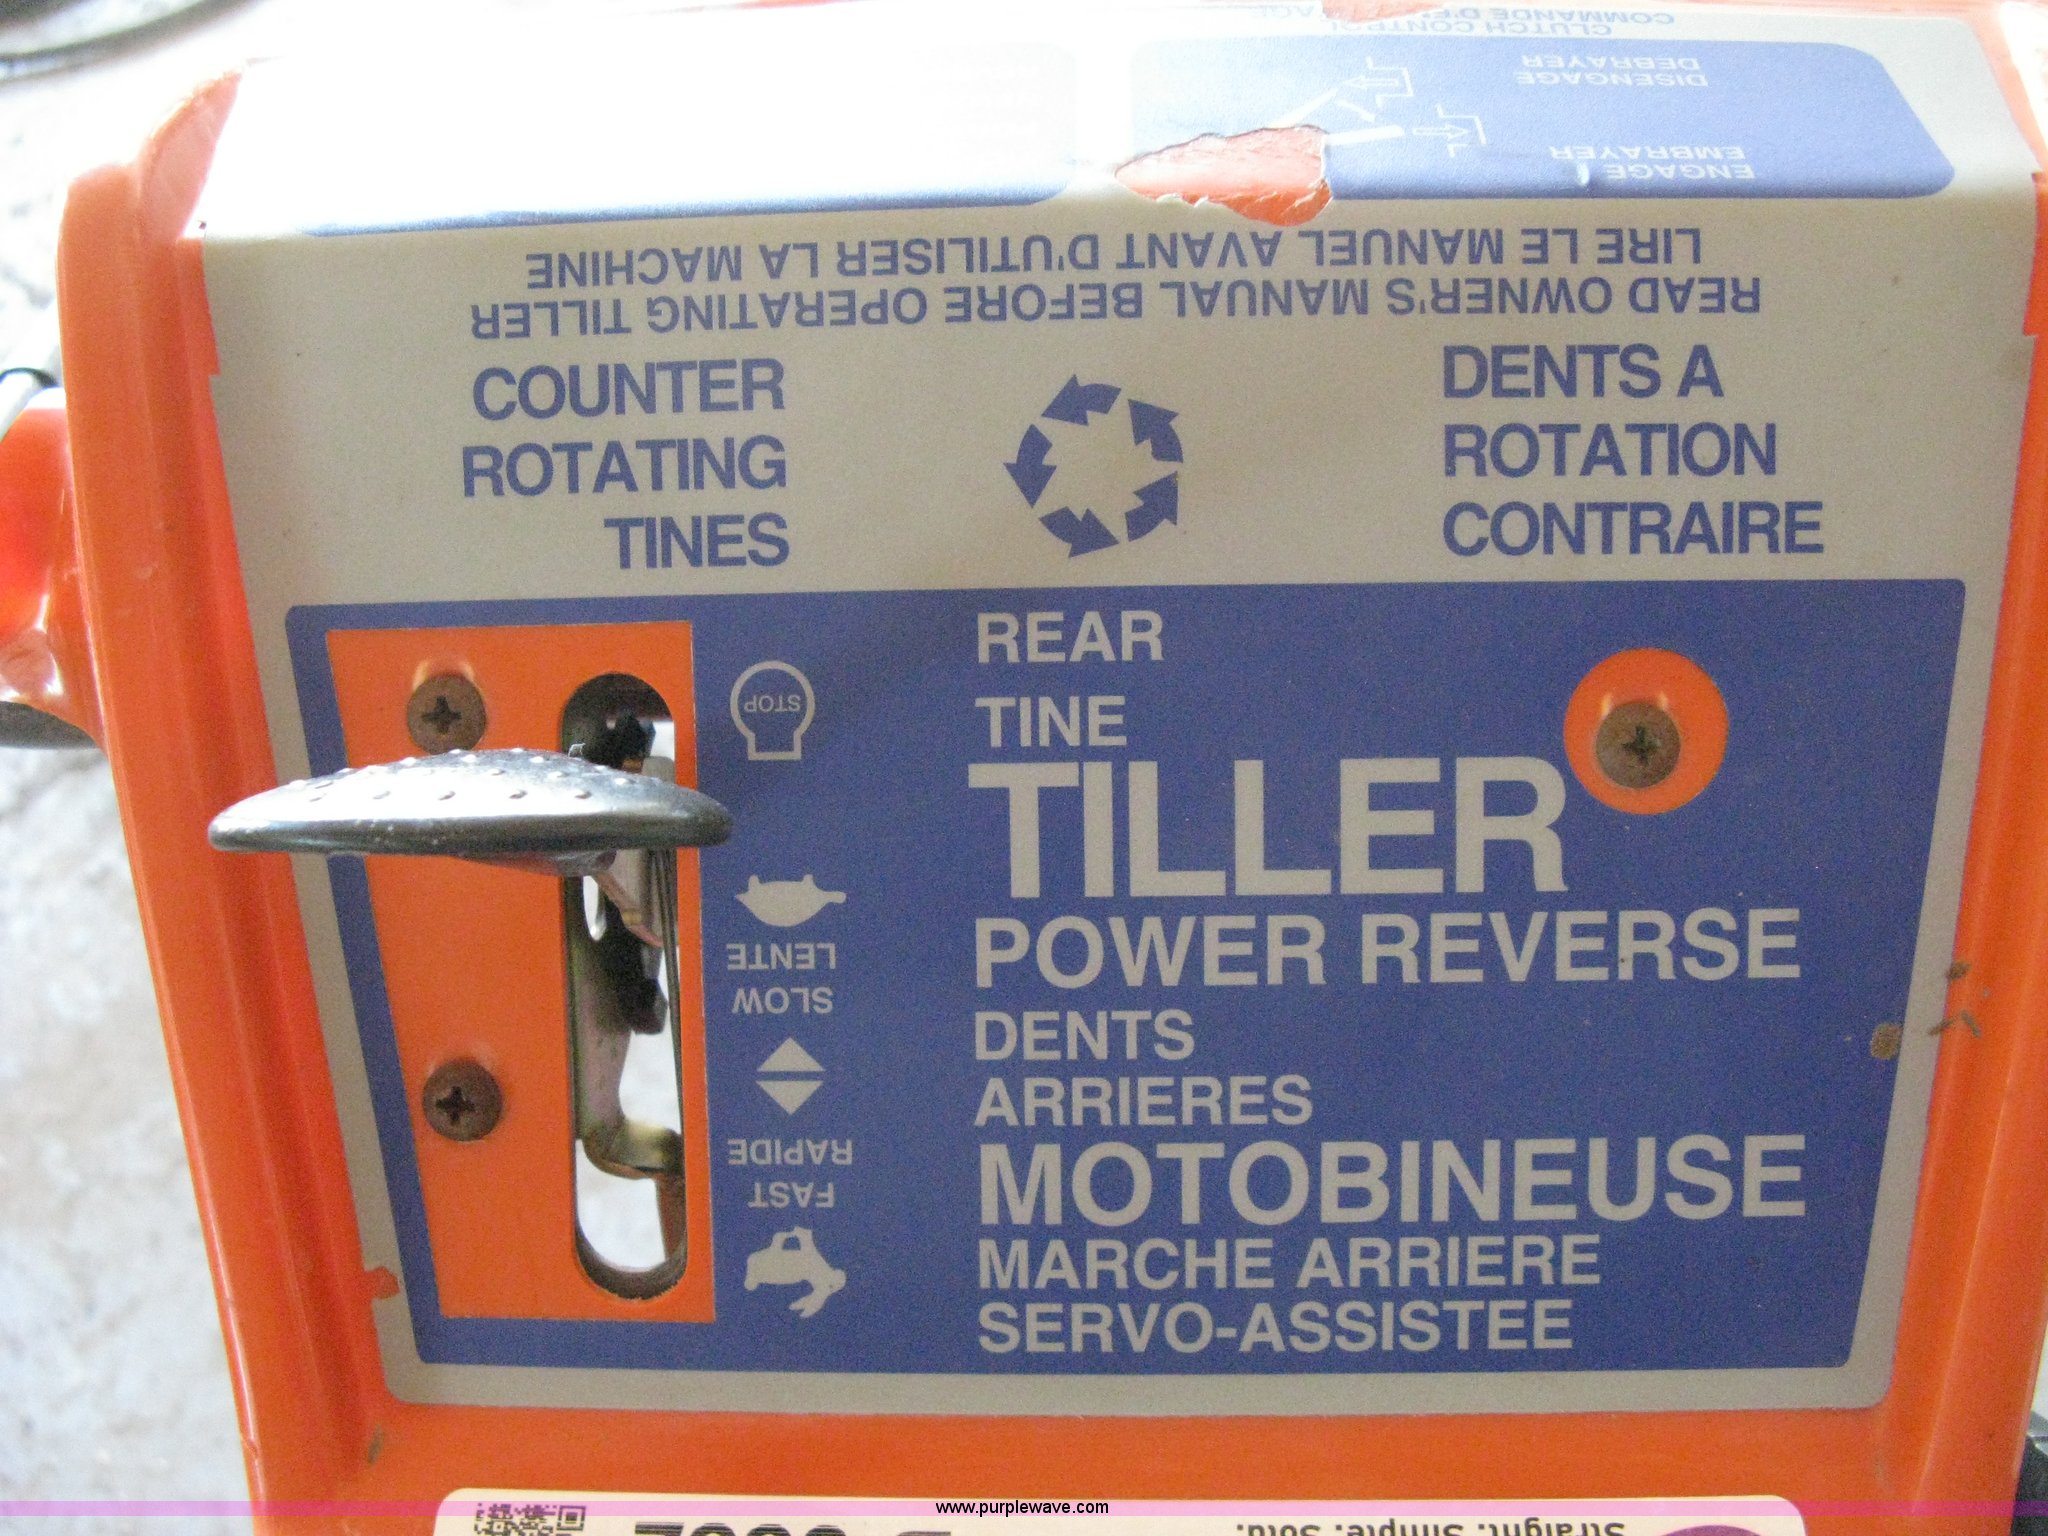 COMMANDE
CLUTCH CONTROL
DEBRAYER
DISENGAGE
EMBRAYER
ENGAGE
LIRE LE MANUEL AVANT D'UTILISER LA MACHINE
READ OWNER'S MANUAL BEFORE OPERATING TILLER
COUNTER
ROTATING
TINES
DENTS A
ROTATION
CONTRAIRE
STOP
LENTE
SLOW
RAPIDE
FAST
REAR
TINE
TILLER
POWER REVERSE
DENTS
ARRIERES
MOTOBINEUSE
MARCHE ARRIERE
SERVO-ASSISTEE
www.purplewave.com
Straight. Simple. Sold.